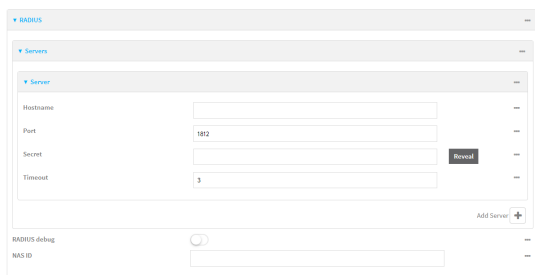 ▼ RADIUS
▼ Servers
▼ Server
Hostname
Port 1812
Secret Reveal
Timeout 3
Add Server
RADIUS debug
NAS ID